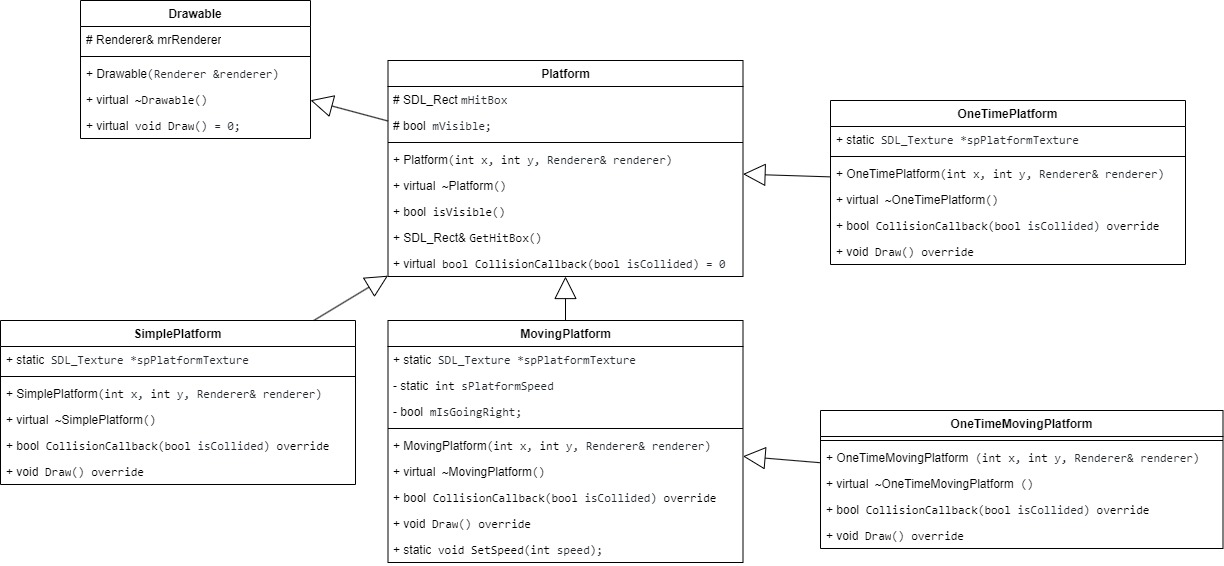 Drawable
# Renderer& mrRenderer
+ Drawable(Renderer &renderer)
+ virtual ~Drawable()
+ virtual void Draw() = 0;
Platform
# SDL_Rect mHitBox
# bool mVisible;
+ Platform(int x, int y, Renderer& renderer)
+ virtual ~Platform()
+ bool isVisible()
+ SDL_Rect& GetHitBox()
+ virtual bool CollisionCallback(bool isCollided) = 0
OneTimePlatform
+ static SDL_Texture *spPlatformTexture
+ OneTimePlatform(int x, int y, Renderer& renderer)
+ virtual ~OneTimePlatform()
+ bool CollisionCallback(bool isCollided) override
+ void Draw() override
SimplePlatform
+ static SDL_Texture *spPlatformTexture
+ SimplePlatform(int x, int y, Renderer& renderer)
+ virtual ~SimplePlatform()
+ bool CollisionCallback(bool isCollided) override
+ void Draw() override
MovingPlatform
+ static SDL_Texture *spPlatformTexture
- static int sPlatformSpeed
- bool mIsGoingRight;
+ MovingPlatform(int x, int y, Renderer& renderer)
+ virtual ~MovingPlatform()
+ bool CollisionCallback(bool isCollided) override
+ void Draw() override
+ static void SetSpeed(int speed);
OneTimeMovingPlatform
+ OneTimeMovingPlatform (int x, int y, Renderer& renderer)
+ virtual ~OneTimeMovingPlatform ()
+ bool CollisionCallback(bool isCollided) override
+ void Draw() override